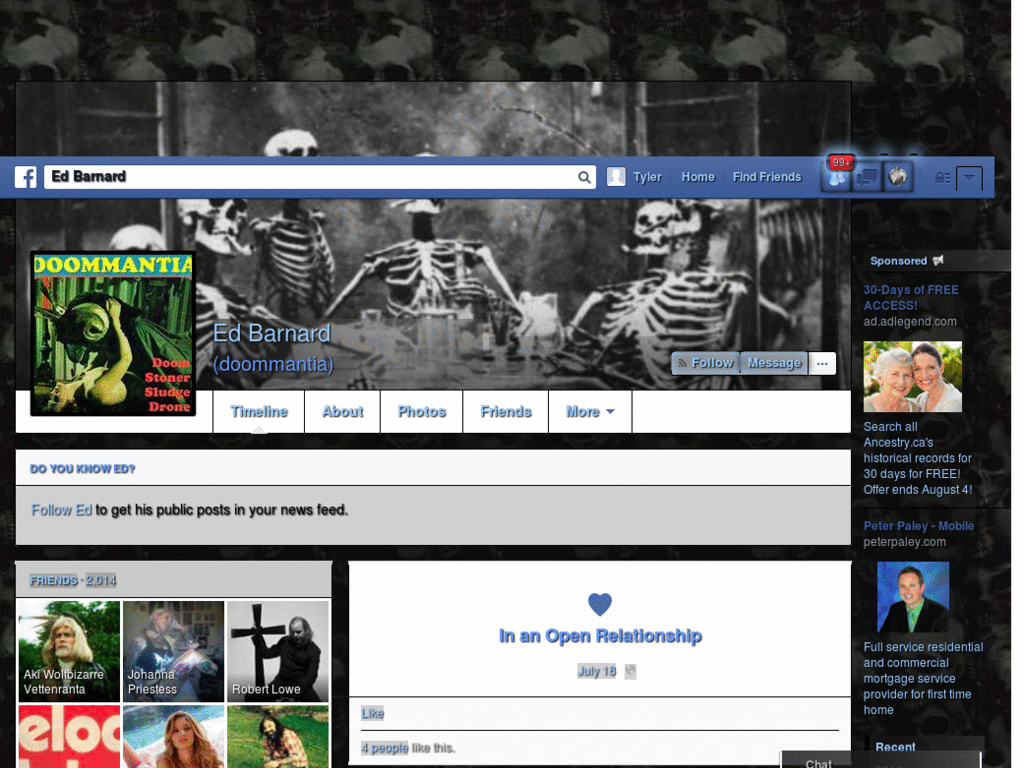 Ed Barnard
Tyler
Home
Find Friends
99+
DOOMMANTIA
Doom
Stoner
Sludge
Drone
Ed Barnard
(doommantia)
Follow
Message
...
Timeline
About
Photos
Friends
More
DO YOU KNOW ED?
Follow Ed to get his public posts in your news feed.
FRIENDS · 2,014
Aki Wolfbizarre
Vettenranta
Johanna
Priestess
Robert Lowe
In an Open Relationship
July 16
Like
4 people like this.
Sponsored
30-Days of FREE
ACCESS!
ad.adlegend.com
Search all
Ancestry.ca's
historical records for
30 days for FREE!
Offer ends August 4!
Peter Paley - Mobile
peterpaley.com
Full service residential
and commercial
mortgage service
provider for first time
home
Recent
Chat